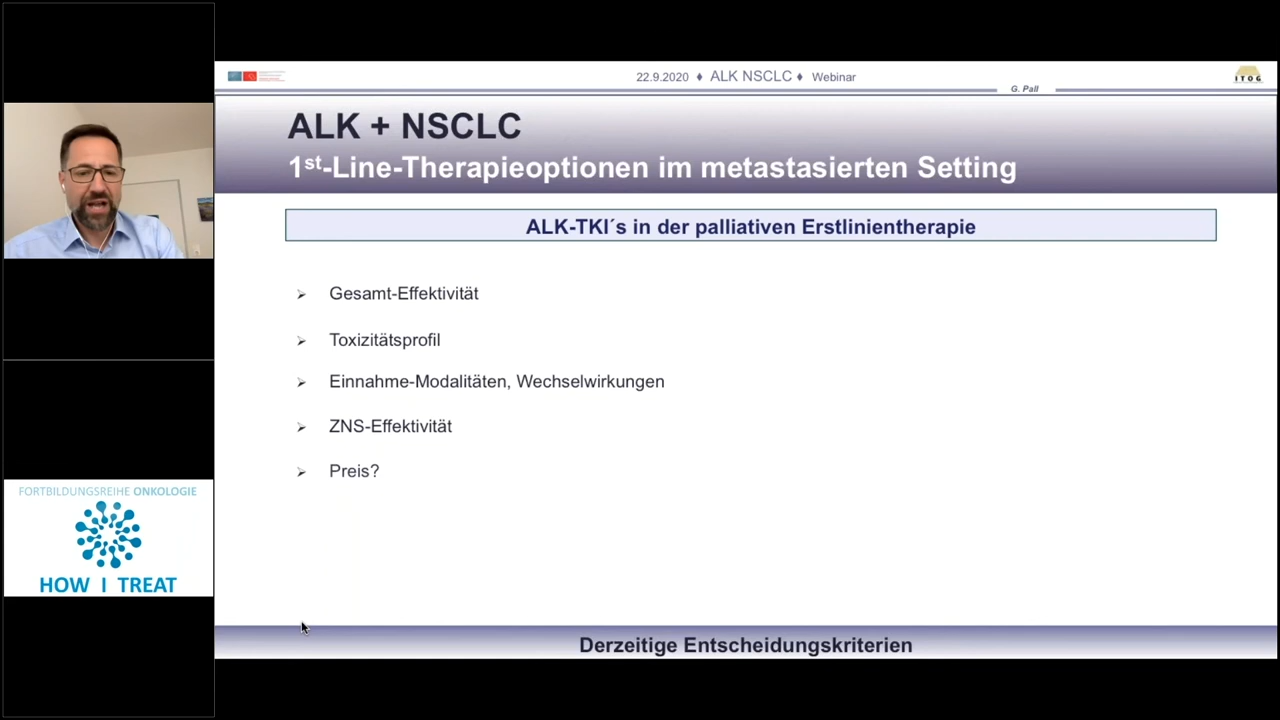 22.9.2020 ♦ ALK NSCLC ♦ Webinar
G. Pall
ITOG
ALK + NSCLC
1st-Line-Therapieoptionen im metastasierten Setting
ALK-TKI´s in der palliativen Erstlinientherapie
➢ Gesamt-Effektivität
➢ Toxizitätsprofil
➢ Einnahme-Modalitäten, Wechselwirkungen
➢ ZNS-Effektivität
➢ Preis?
Derzeitige Entscheidungskriterien
FORTBILDUNGSREIHE ONKOLOGIE
HOW I TREAT